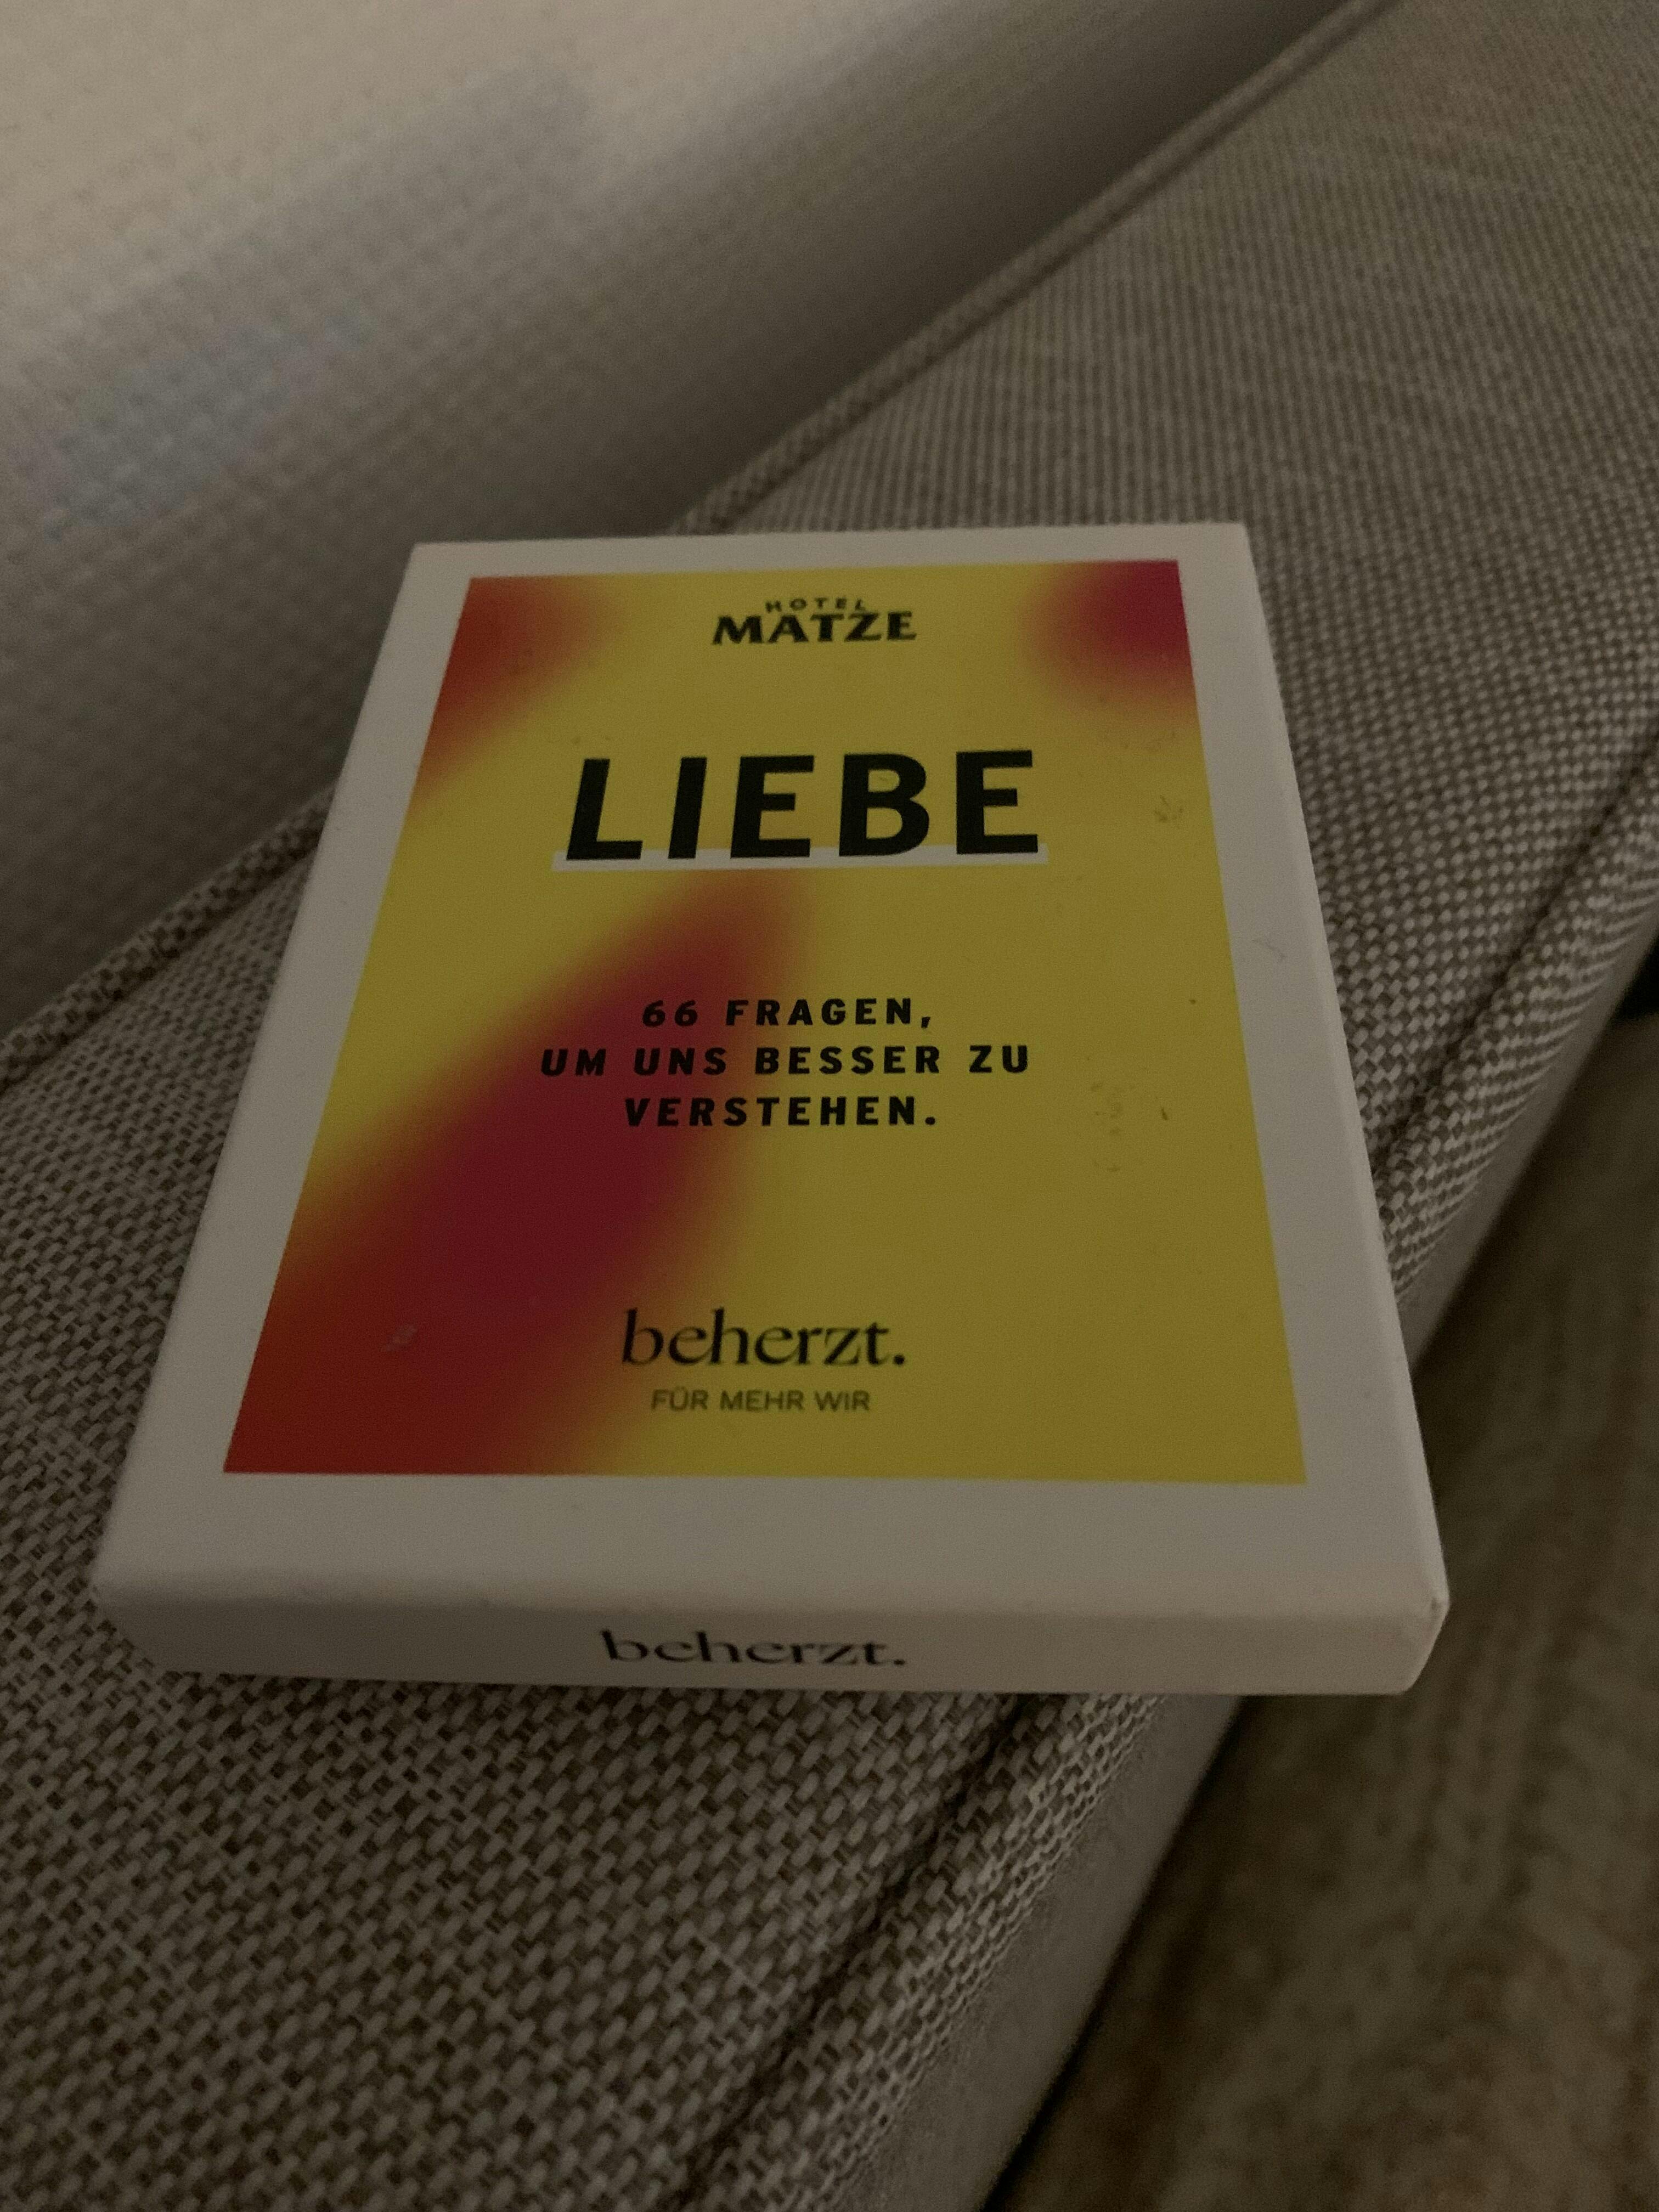 HOTEL
MATZE
LIEBE
66 FRAGEN,
UM UNS BESSER ZU
VERSTEHEN.
beherzt.
FÜR MEHR WIR
beherzt.